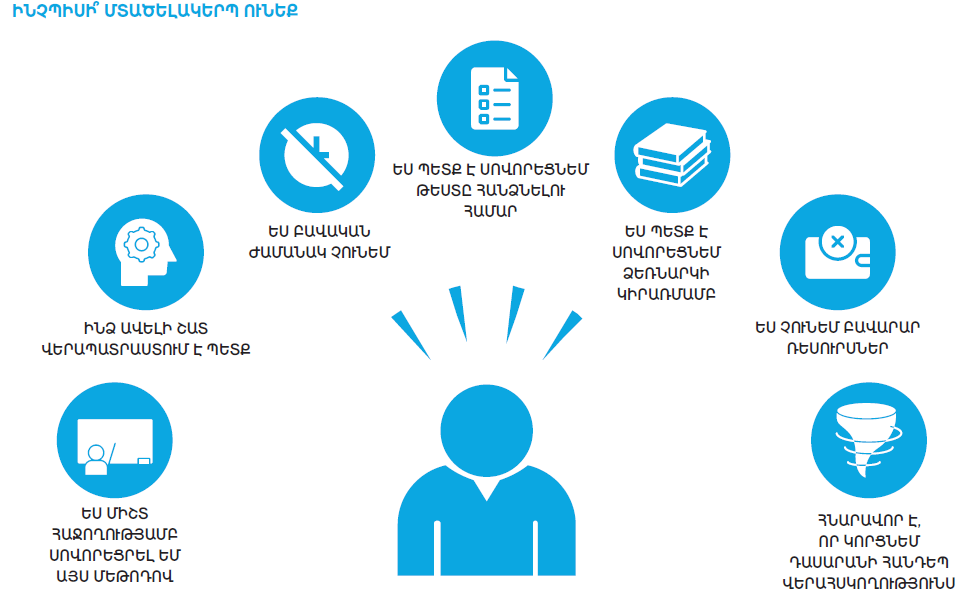 ԻՆՉՊԻՍԻ՞ ՄՏԱԾԵԼԱԿԵՐՊ ՈՒՆԵՔ
ԵՍ ՊԵՏՔ Է ՍՈՎՈՐԵՑՆԵՄ
ԹԵՍՏԸ ՀԱՆՁՆԵԼՈՒ
ՀԱՄԱՐ
ԵՍ ԲԱՎԱԿԱՆ
ԺԱՄԱՆԱԿ ՉՈՒՆԵՄ
ԵՍ ՊԵՏՔ Է
ՍՈՎՈՐԵՑՆԵՄ
ՁԵՌՆԱՐԿԻ
ԿԻՐԱՌՄԱՄԲ
ԻՆՁ ԱՎԵԼԻ ՇԱՏ
ՎԵՐԱՊԱՏՐԱՍՏՈՒՄ Է ՊԵՏՔ
ԵՍ ՉՈՒՆԵՄ ԲԱՎԱՐԱՐ
ՌԵՍՈՒՐՍՆԵՐ
ԵՍ ՄԻՇՏ
ՀԱՋՈՂՈՒԹՅԱՄԲ
ՍՈՎՈՐԵՑՐԵԼ ԵՄ
ԱՅՍ ՄԵԹՈԴՈՎ
ՀՆԱՐԱՎՈՐ Է,
ՈՐ ԿՈՐՑՆԵՄ
ԴԱՍԱՐԱՆԻ ՀԱՆԴԵՊ
ՎԵՐԱՀՍԿՈՂՈՒԹՅՈՒՆՍ